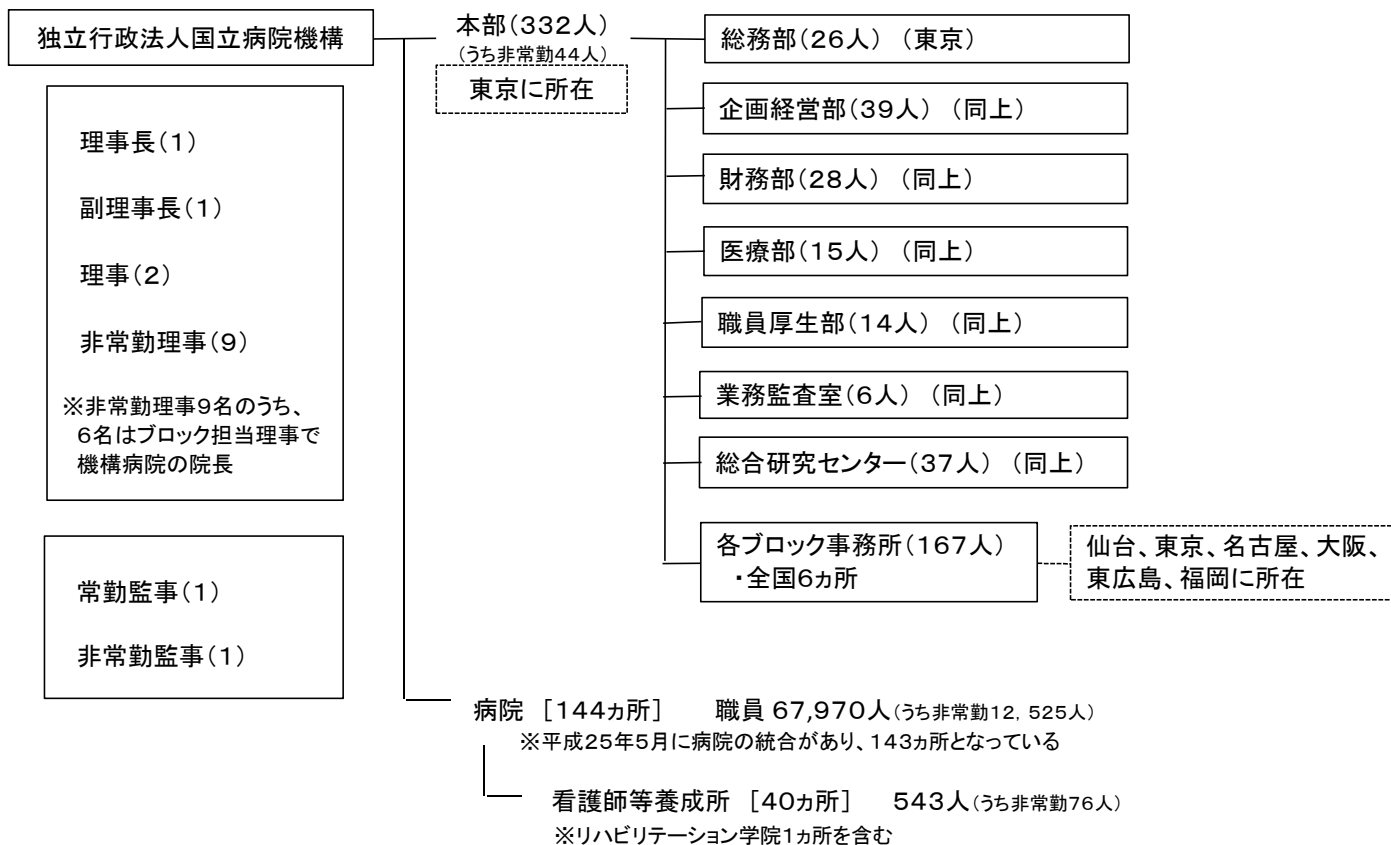 独立行政法人国立病院機構
理事長(1)
副理事長(1)
理事(2)
非常勤理事(9)
※非常勤理事9名のうち、
6名はブロック担当理事で
機構病院の院長
常勤監事(1)
非常勤監事(1)
本部(332人)
(うち非常勤44人)
東京に所在
総務部(26人) (東京)
企画経営部(39人) (同上)
財務部(28人) (同上)
医療部(15人) (同上)
職員厚生部(14人) (同上)
業務監査室(6人) (同上)
総合研究センター(37人) (同上)
各ブロック事務所(167人)
・全国6ヵ所
仙台、東京、名古屋、大阪、
東広島、福岡に所在
病院 [144ヵ所] 職員 67,970人(うち非常勤12,525人)
※平成25年5月に病院の統合があり、143ヵ所となっている
看護師等養成所 [40ヵ所] 543人(うち非常勤76人)
※リハビリテーション学院1ヵ所を含む